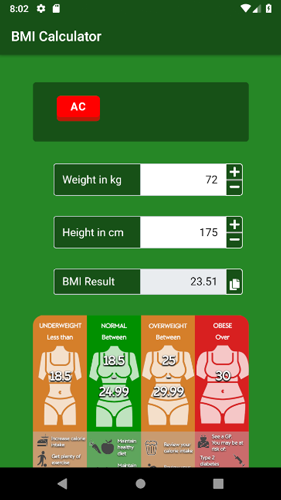 8:02
BMI Calculator
AC
Weight in kg
72
+
-
Height in cm
175
+
-
BMI Result
23.51
UNDERWEIGHT
Less than
18.5
NORMAL
Between
18.5
24.99
OVERWEIGHT
Between
25
29.99
OBESE
Over
30
Increase calorie
intake
Get plenty of
exercise
Maintain
healthy
diet
Maintain
Review your
calorie intake
See a GP.
You may be at
risk of
Type 2
diabetes